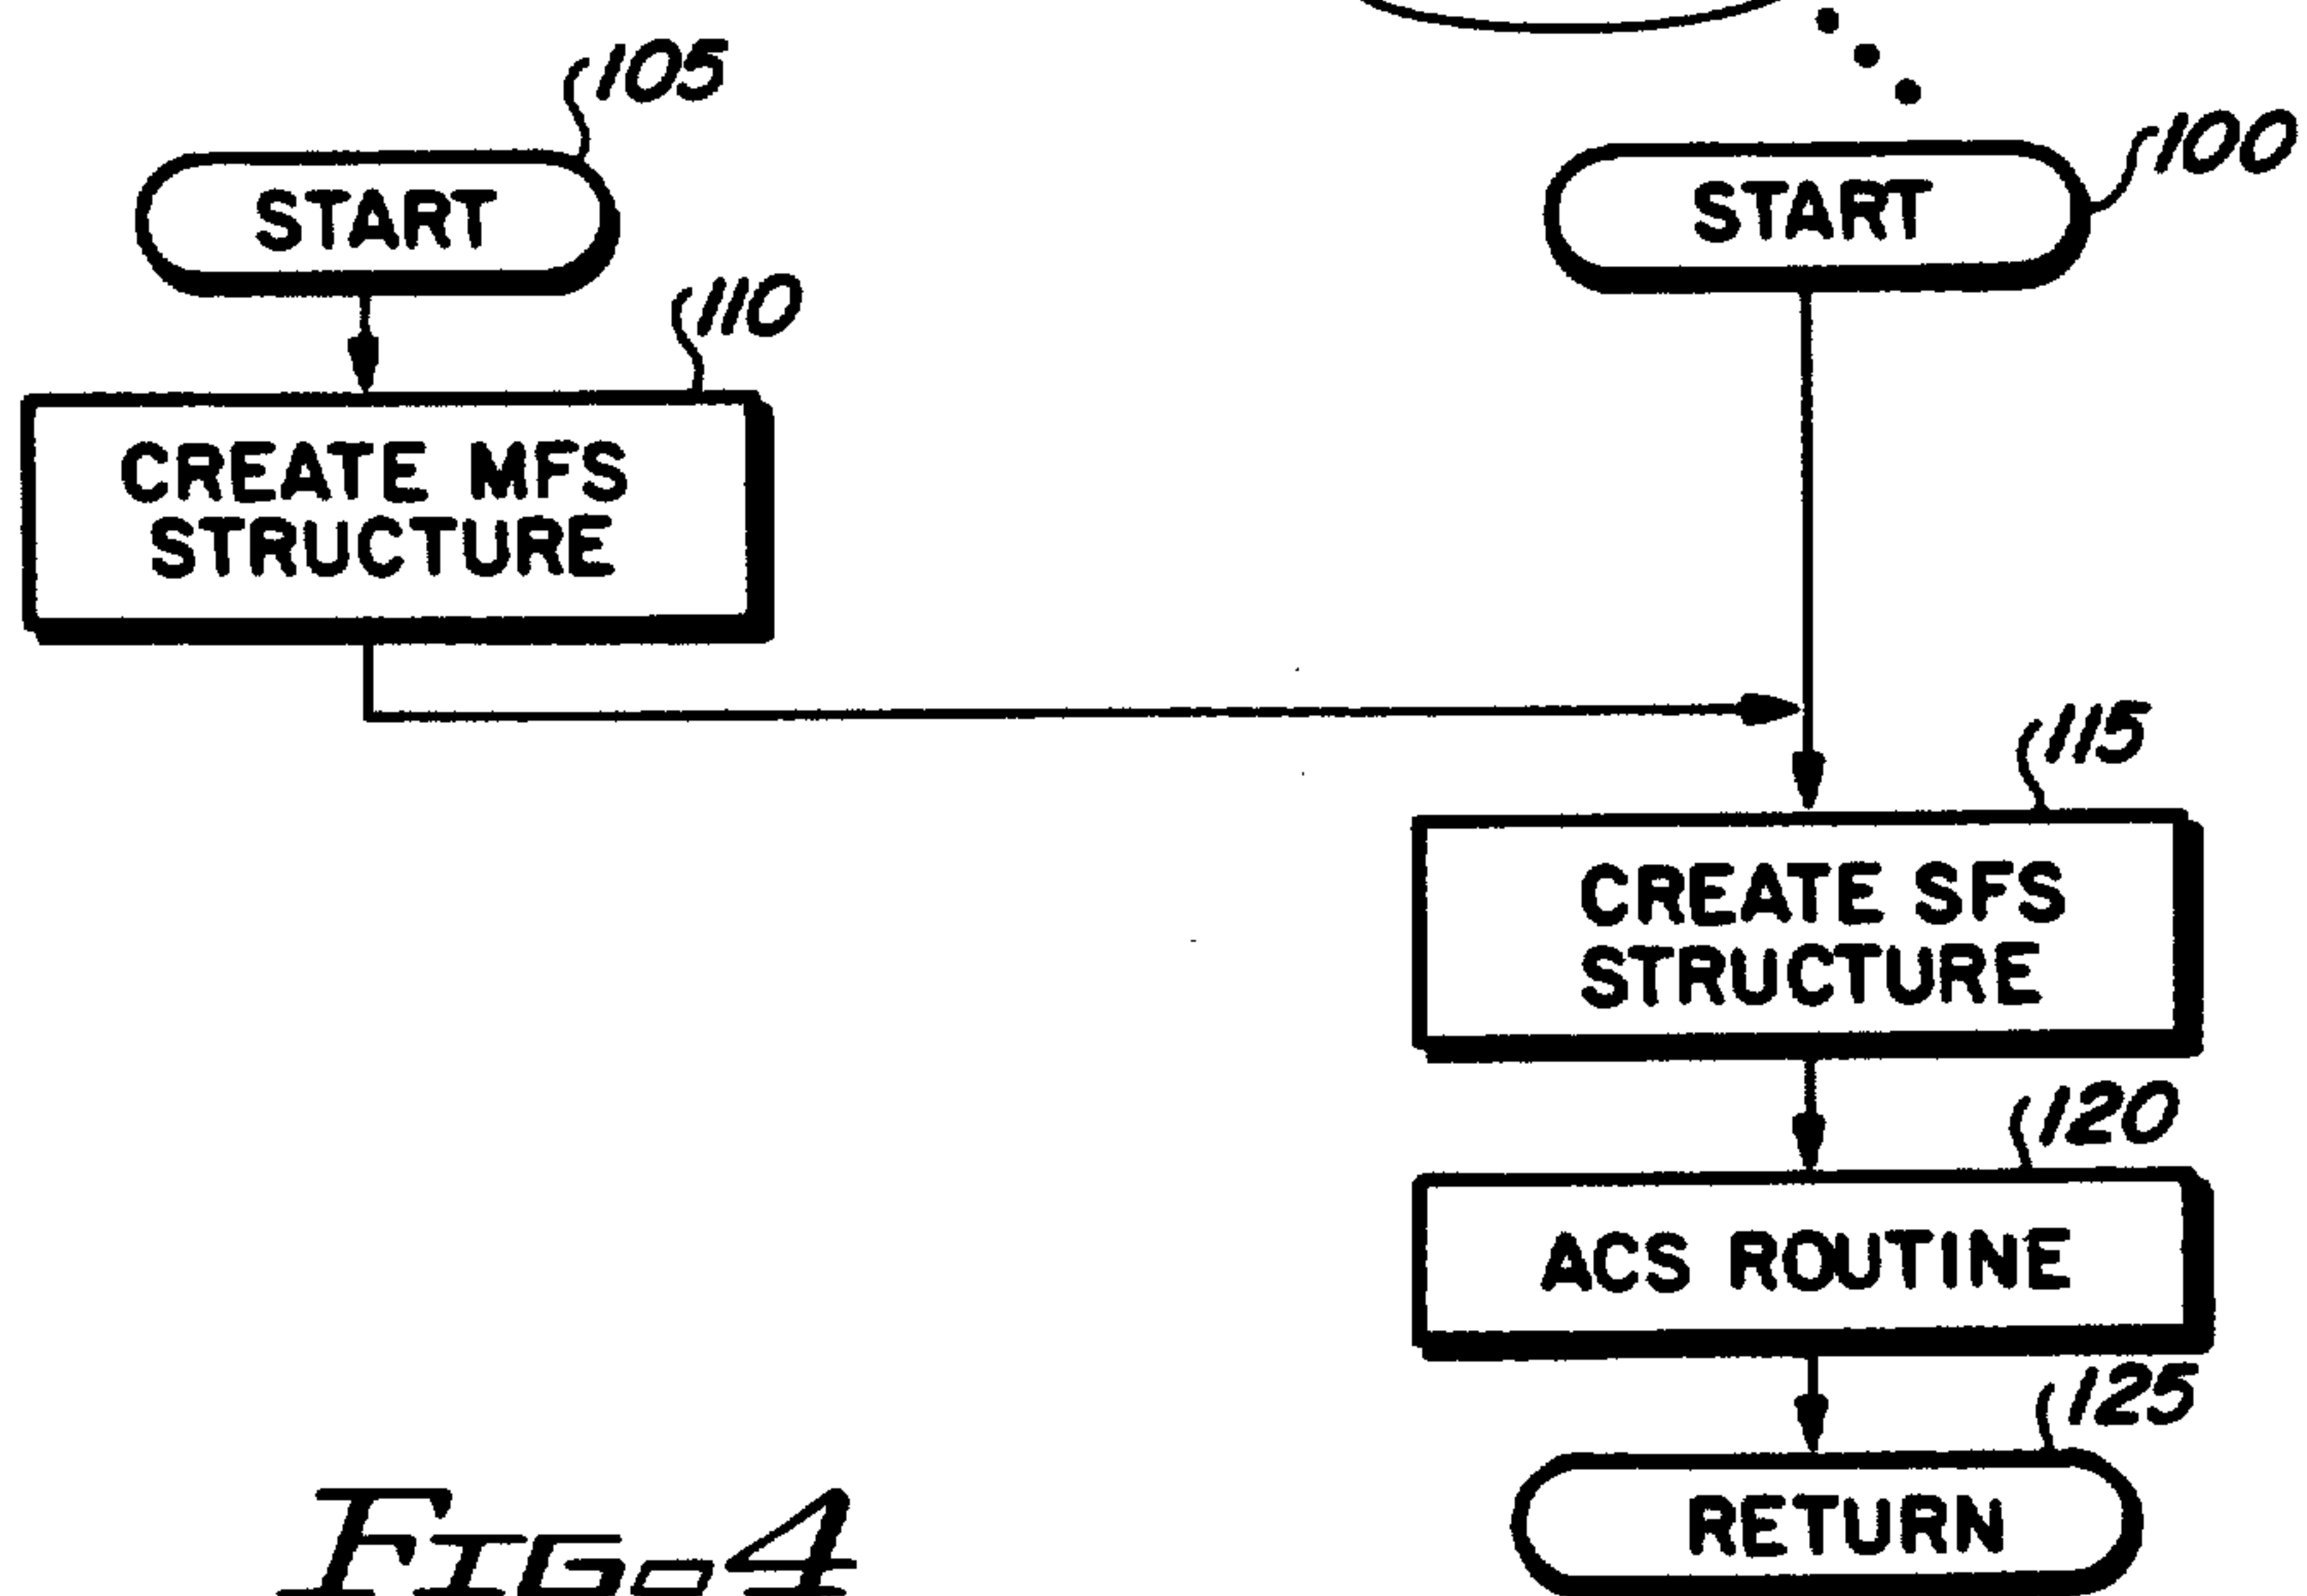 105
100
START
START
110
CREATE MFS
STRUCTURE
115
CREATE SFS
STRUCTURE
120
ACS ROUTINE
125
RETURN
FIG. 4